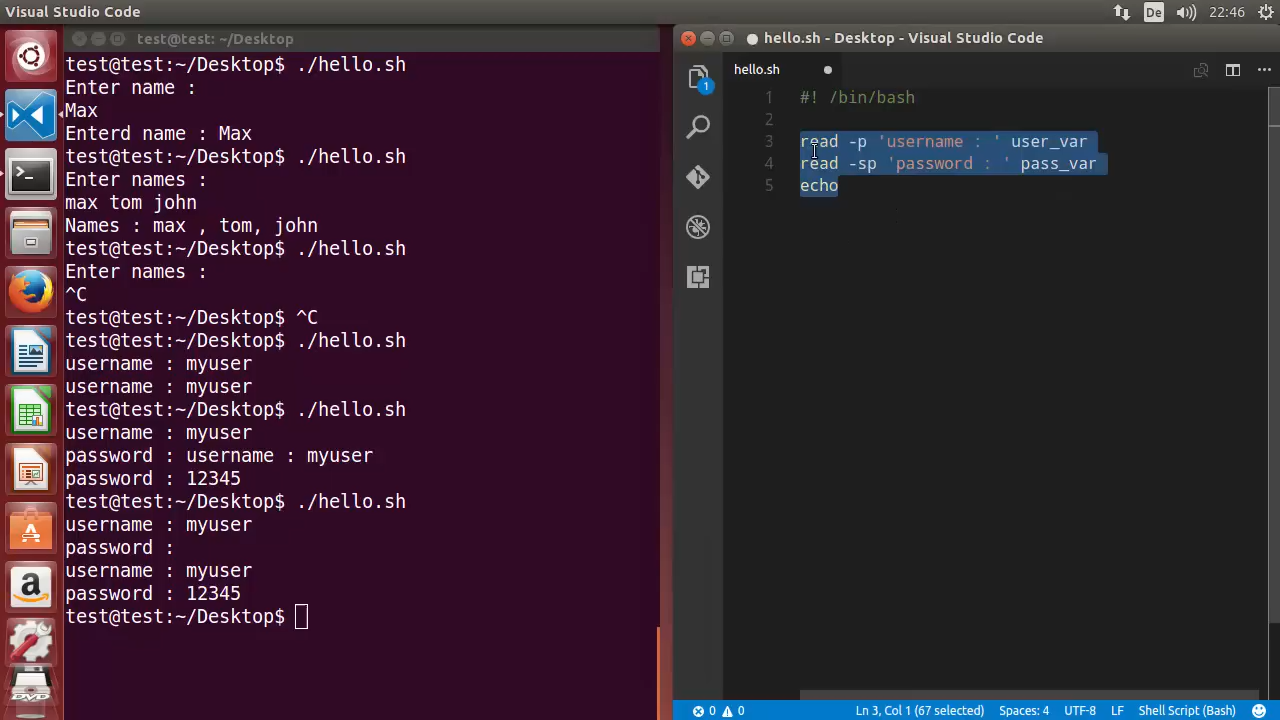 Visual Studio Code
De
22:46
test@test: ~/Desktop
test@test:~/Desktop$ ./hello.sh
Enter name :
Max
Enterd name : Max
test@test:~/Desktop$ ./hello.sh
Enter names :
max tom john
Names : max , tom, john
test@test:~/Desktop$ ./hello.sh
Enter names :
^C
test@test:~/Desktop$ ^C
test@test:~/Desktop$ ./hello.sh
username : myuser
username : myuser
test@test:~/Desktop$ ./hello.sh
username : myuser
password : username : myuser
password : 12345
test@test:~/Desktop$ ./hello.sh
username : myuser
password :
username : myuser
password : 12345
test@test:~/Desktop$
hello.sh - Desktop - Visual Studio Code
hello.sh
1
1 #! /bin/bash
2
3 read -p 'username : ' user_var
4 read -sp 'password : ' pass_var
5 echo
0 0 Ln 3, Col 1 (67 selected) Spaces: 4 UTF-8 LF Shell Script (Bash)
a
DVD